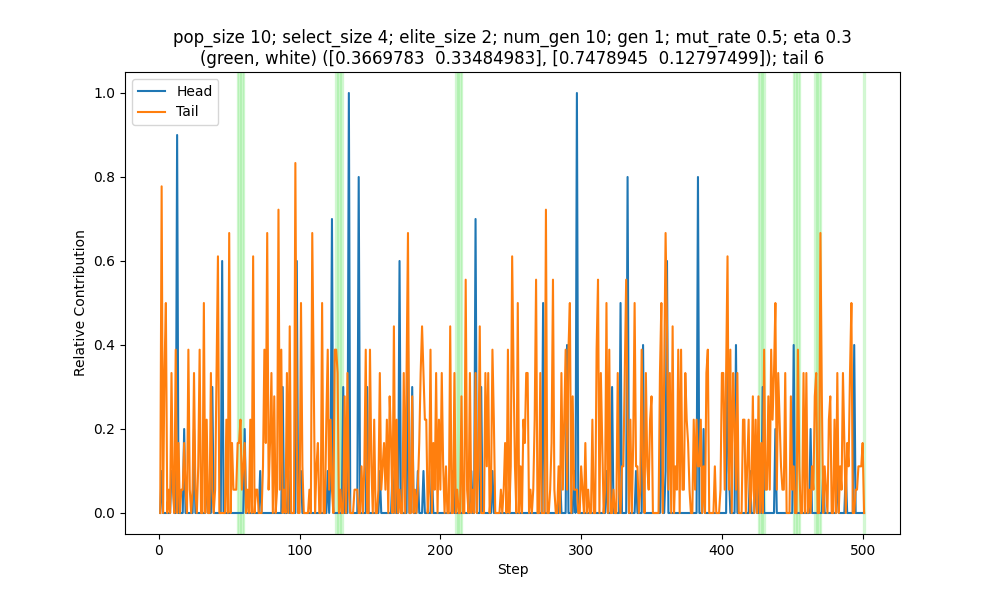 pop_size 10; select_size 4; elite_size 2; num_gen 10; gen 1; mut_rate 0.5; eta 0.3
(green, white) ([0.3669783  0.33484983], [0.7478945  0.12797499]); tail 6
Head
Tail
1.0
0.8
0.6
0.4
0.2
0.0
Relative Contribution
0
100
200
300
400
500
Step